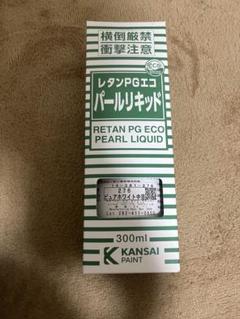 横倒厳禁
衝撃注意
eco
レタンPGエコ
パールリキッド
RETAN PG ECO
PEARL LIQUID
276
ピュアホワイト
300ml
KANSAI
PAINT